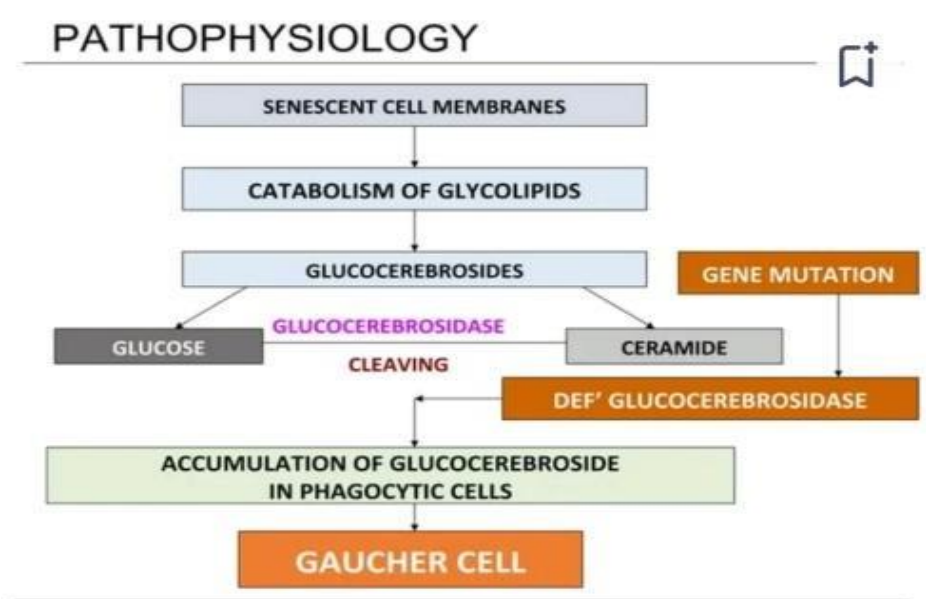 PATHOPHYSIOLOGY
SENESCENT CELL MEMBRANES
CATABOLISM OF GLYCOLIPIDS
GLUCOCEREBROSIDES
GENE MUTATION
GLUCOCEREBROSIDASE
GLUCOSE
CERAMIDE
CLEAVING
DEF' GLUCOCEREBROSIDASE
ACCUMULATION OF GLUCOCEREBROSIDE
IN PHAGOCYTIC CELLS
GAUCHER CELL